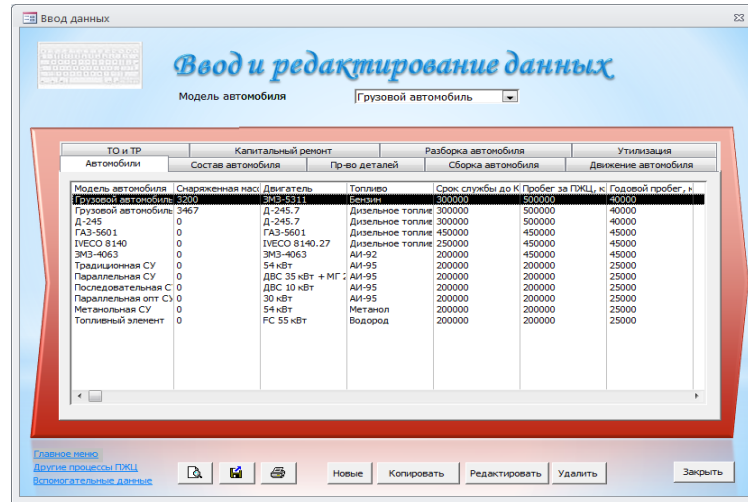 Ввод данных
Ввод и редактирование данных
Модель автомобиля Грузовой автомобиль
ТО и ТР Капитальный ремонт Разборка автомобиля Утилизация
Автомобили Состав автомобиля Пр-во деталей Сборка автомобиля Движение автомобиля
Модель автомобиля Снаряженная масс Двигатель Топливо Срок службы до К Пробег за ПЖЦ, к Годовой пробег, к
Грузовой автомобиль 3200 ЗМЗ-5311 Бензин 300000 500000 40000
Грузовой автомобиль 3467 Д-245.7 Дизельное топлив 300000 500000 40000
Д-245 0 Д-245.7 Дизельное топлив 300000 500000 40000
ГАЗ-5601 0 ГАЗ-5601 Дизельное топлив 450000 450000 45000
IVECO 8140 0 IVECO 8140.27 Дизельное топлив 250000 450000 45000
ЗМЗ-4063 0 ЗМЗ-4063 АИ-92 200000 450000 45000
Традиционная СУ 0 54 кВт АИ-95 200000 200000 25000
Параллельная СУ 0 ДВС 35 кВт + МГ 2 АИ-95 200000 200000 25000
Последовательная С 0 ДВС 10 кВт АИ-95 200000 200000 25000
Параллельная опт СУ 0 30 кВт АИ-95 200000 200000 25000
Метанольная СУ 0 54 кВт Метанол 200000 200000 25000
Топливный элемент 0 FC 55 кВт Водород 200000 200000 25000
Главное меню
Другие процессы ПЖЦ
Вспомогательные данные
Новые Копировать Редактировать Удалить Закрыть